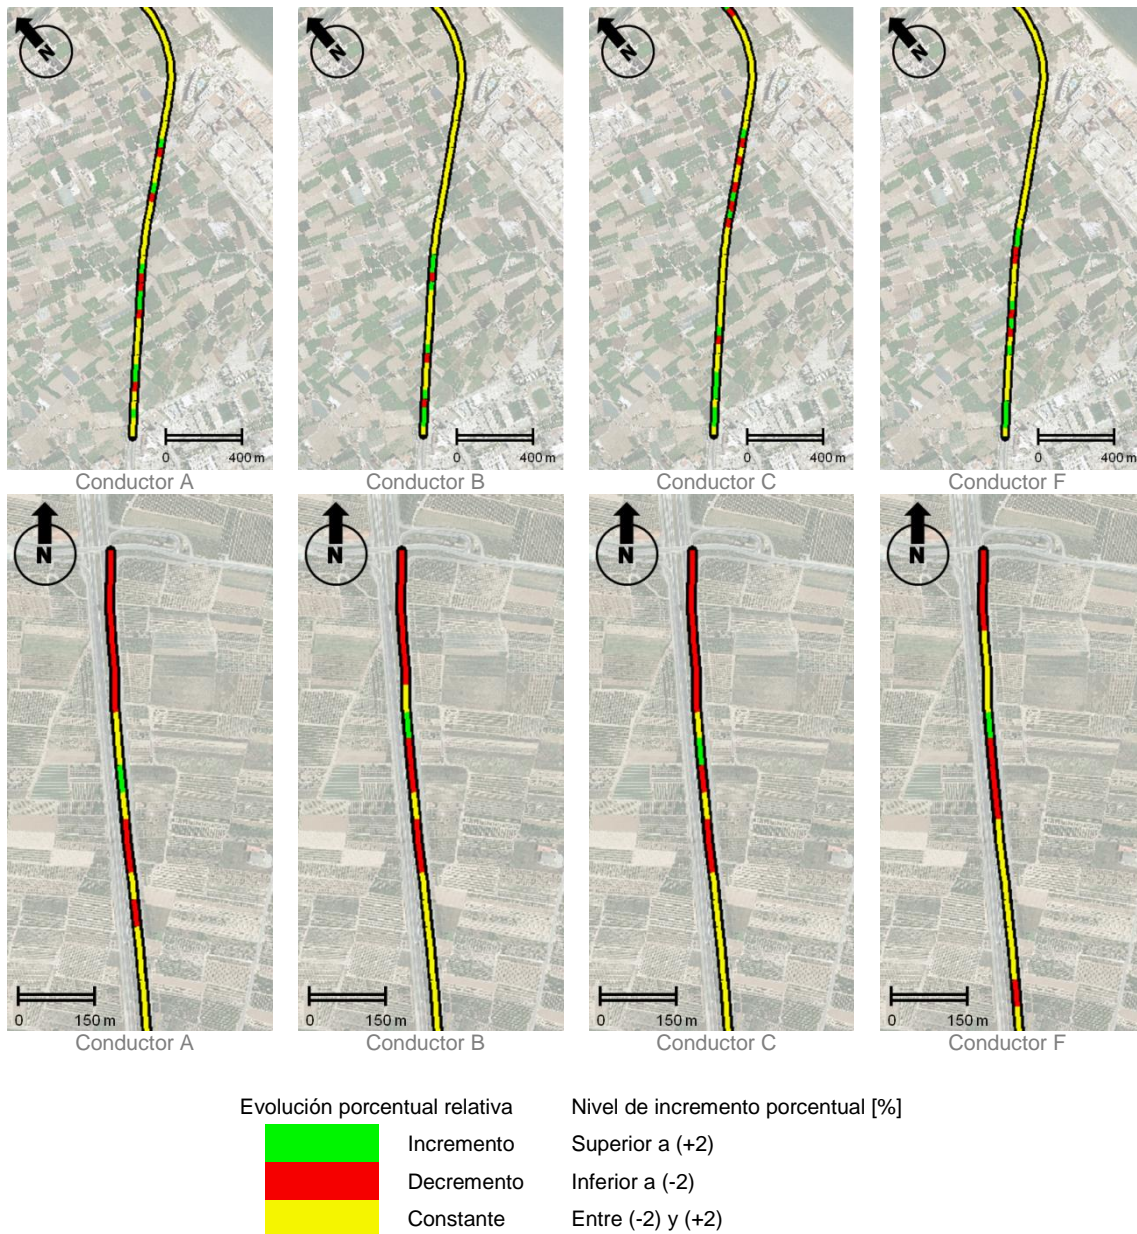 N N N N
0 400 m 0 400 m 0 400 m 0 400 m
Conductor A Conductor B Conductor C Conductor F
N N N N
0 150 m 0 150 m 0 150 m 0 150 m
Conductor A Conductor B Conductor C Conductor F
Evolución porcentual relativa Nivel de incremento porcentual [%]
Incremento Superior a (+2)
Decremento Inferior a (-2)
Constante Entre (-2) y (+2)